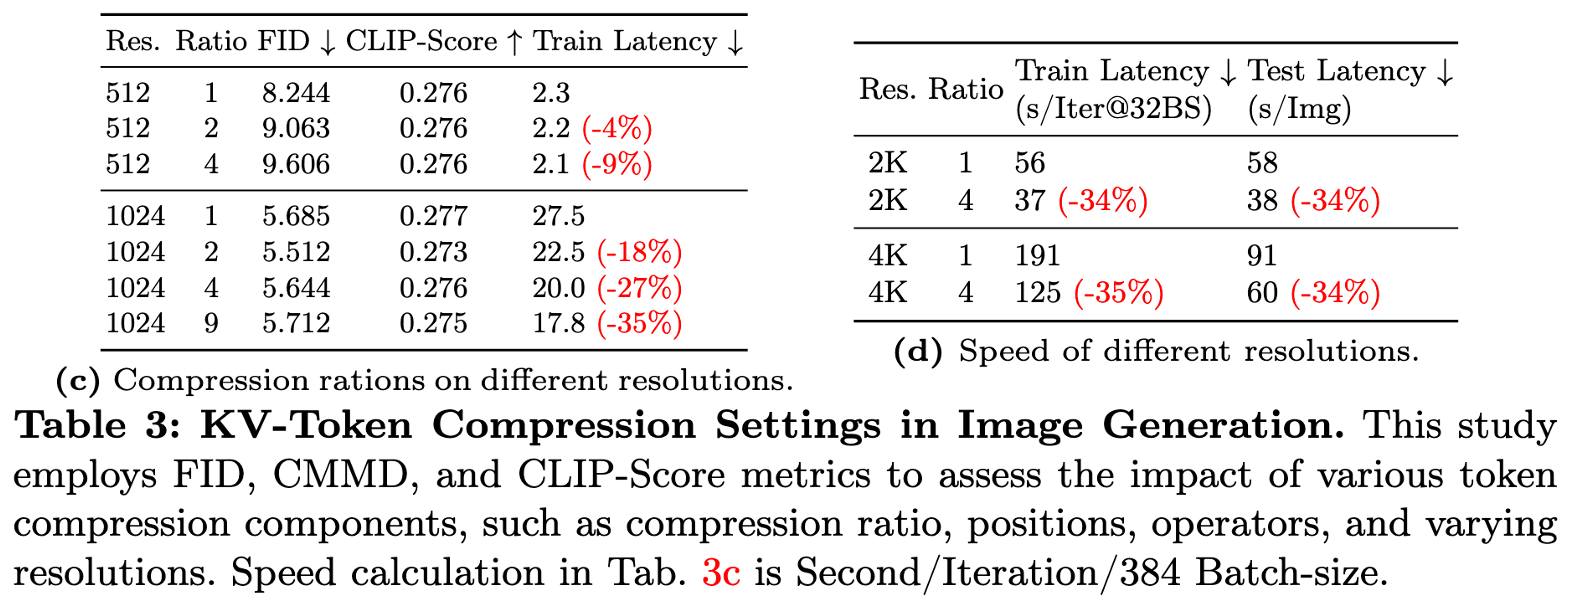 Res. Ratio FID ↓ CLIP-Score ↑ Train Latency ↓
512 1 8.244 0.276 2.3
512 2 9.063 0.276 2.2 (-4%)
512 4 9.606 0.276 2.1 (-9%)
1024 1 5.685 0.277 27.5
1024 2 5.512 0.273 22.5 (-18%)
1024 4 5.644 0.276 20.0 (-27%)
1024 9 5.712 0.275 17.8 (-35%)
(c) Compression rations on different resolutions.
Res. Ratio Train Latency ↓ Test Latency ↓
(s/Iter@32BS) (s/Img)
2K 1 56 58
2K 4 37 (-34%) 38 (-34%)
4K 1 191 91
4K 4 125 (-35%) 60 (-34%)
(d) Speed of different resolutions.
Table 3: KV-Token Compression Settings in Image Generation. This study
employs FID, CMMD, and CLIP-Score metrics to assess the impact of various token
compression components, such as compression ratio, positions, operators, and varying
resolutions. Speed calculation in Tab. 3c is Second/Iteration/384 Batch-size.